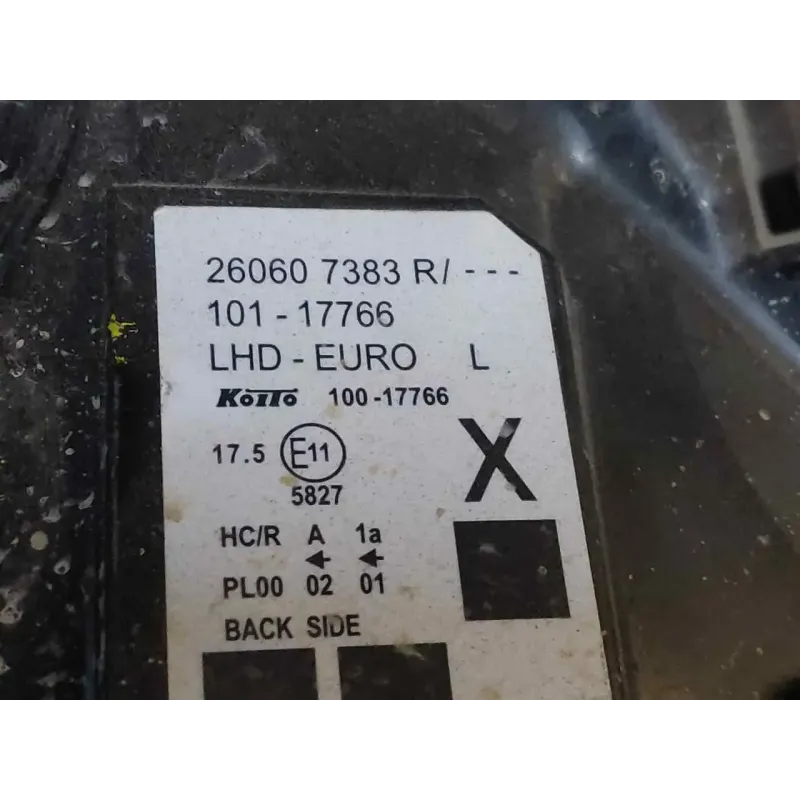 26060 7383 R/ - - -
101 - 17766
LHD - EURO L
KOITO 100 -17766
17.5 E11 X
5827
HC/R A 1a
← ←
PL00 02 01
BACK SIDE